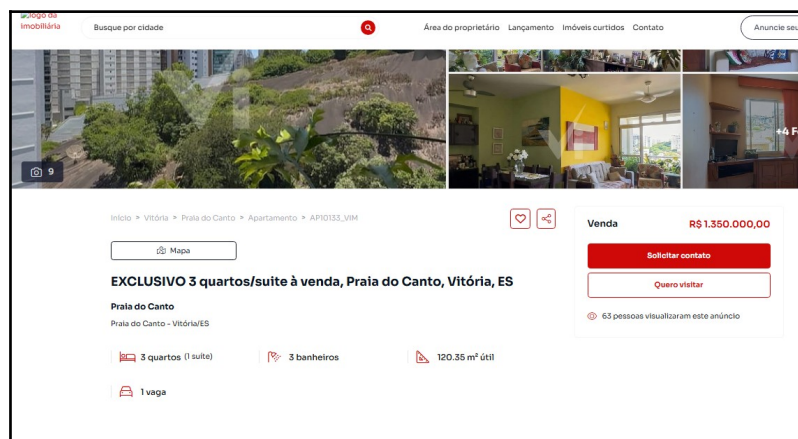 logo da
imobiliária
Busque por cidade
Área do proprietário Lançamento Imóveis curtidos Contato
Anuncie seu
+4 F
9
Início > Vitória > Praia do Canto > Apartamento > AP10133_VIM
Mapa
EXCLUSIVO 3 quartos/suite à venda, Praia do Canto, Vitória, ES
Praia do Canto
Praia do Canto - Vitória/ES
3 quartos (1 suíte) 3 banheiros 120.35 m² útil
1 vaga
Venda R$ 1.350.000,00
Solicitar contato
Quero visitar
63 pessoas visualizaram este anúncio